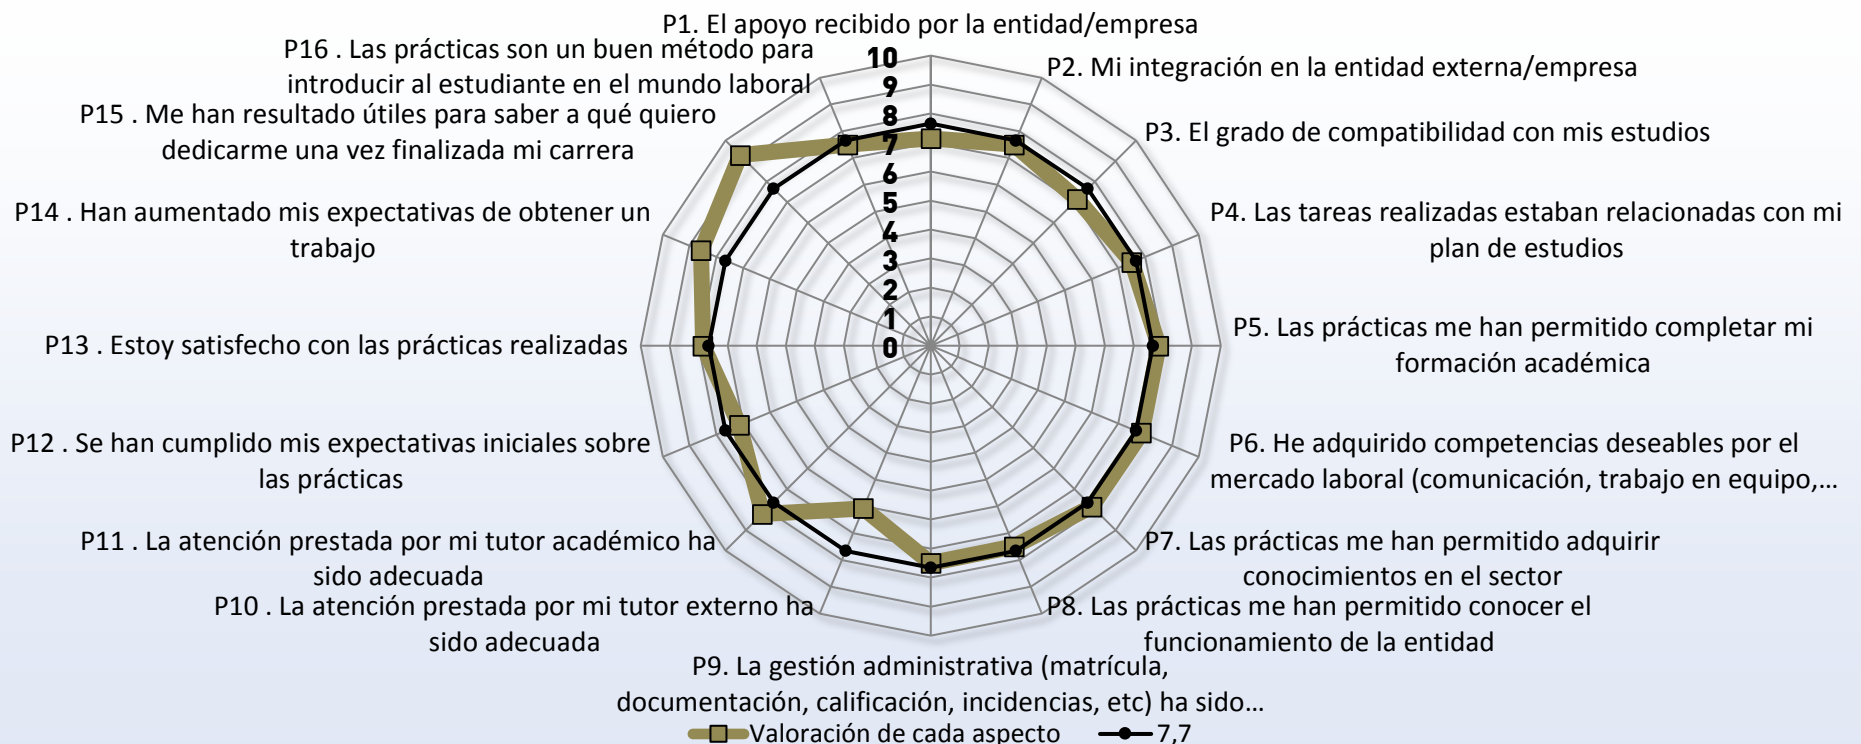 P1. El apoyo recibido por la entidad/empresa
P2. Mi integración en la entidad externa/empresa
P3. El grado de compatibilidad con mis estudios
P4. Las tareas realizadas estaban relacionadas con mi
plan de estudios
P5. Las prácticas me han permitido completar mi
formación académica
P6. He adquirido competencias deseables por el
mercado laboral (comunicación, trabajo en equipo,...
P7. Las prácticas me han permitido adquirir
conocimientos en el sector
P8. Las prácticas me han permitido conocer el
funcionamiento de la entidad
P9. La gestión administrativa (matrícula,
documentación, calificación, incidencias, etc) ha sido...
P10 . La atención prestada por mi tutor externo ha
sido adecuada
P11 . La atención prestada por mi tutor académico ha
sido adecuada
P12 . Se han cumplido mis expectativas iniciales sobre
las prácticas
P13 . Estoy satisfecho con las prácticas realizadas
P14 . Han aumentado mis expectativas de obtener un
trabajo
P15 . Me han resultado útiles para saber a qué quiero
dedicarme una vez finalizada mi carrera
P16 . Las prácticas son un buen método para
introducir al estudiante en el mundo laboral
10
9
8
7
6
5
4
3
2
1
0
Valoración de cada aspecto
7,7